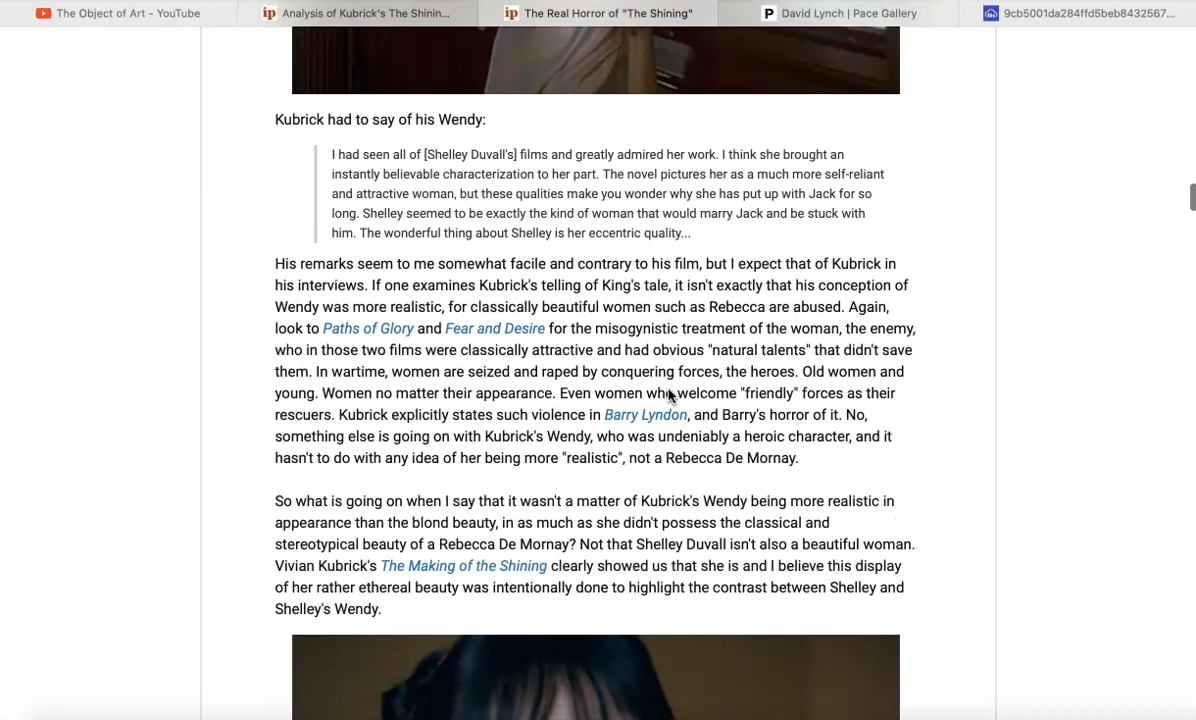 The Object of Art - YouTube
ip Analysis of Kubrick's The Shinin...
ip The Real Horror of "The Shining"
P David Lynch | Pace Gallery
9cb5001da284ffd5beb8432567...
Kubrick had to say of his Wendy:
I had seen all of [Shelley Duvall's] films and greatly admired her work. I think she brought an
instantly believable characterization to her part. The novel pictures her as a much more self-reliant
and attractive woman, but these qualities make you wonder why she has put up with Jack for so
long. Shelley seemed to be exactly the kind of woman that would marry Jack and be stuck with
him. The wonderful thing about Shelley is her eccentric quality...
His remarks seem to me somewhat facile and contrary to his film, but I expect that of Kubrick in
his interviews. If one examines Kubrick's telling of King's tale, it isn't exactly that his conception of
Wendy was more realistic, for classically beautiful women such as Rebecca are abused. Again,
look to Paths of Glory and Fear and Desire for the misogynistic treatment of the woman, the enemy,
who in those two films were classically attractive and had obvious "natural talents" that didn't save
them. In wartime, women are seized and raped by conquering forces, the heroes. Old women and
young. Women no matter their appearance. Even women who welcome "friendly" forces as their
rescuers. Kubrick explicitly states such violence in Barry Lyndon, and Barry's horror of it. No,
something else is going on with Kubrick's Wendy, who was undeniably a heroic character, and it
hasn't to do with any idea of her being more "realistic", not a Rebecca De Mornay.
So what is going on when I say that it wasn't a matter of Kubrick's Wendy being more realistic in
appearance than the blond beauty, in as much as she didn't possess the classical and
stereotypical beauty of a Rebecca De Mornay? Not that Shelley Duvall isn't also a beautiful woman.
Vivian Kubrick's The Making of the Shining clearly showed us that she is and I believe this display
of her rather ethereal beauty was intentionally done to highlight the contrast between Shelley and
Shelley's Wendy.